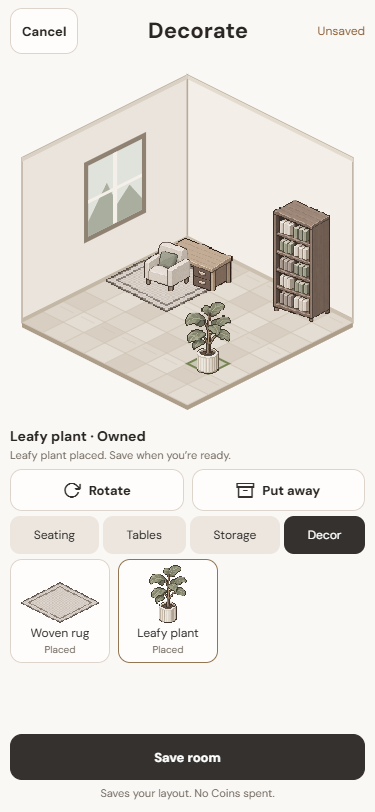 Cancel
Decorate
Unsaved
Leafy plant · Owned
Leafy plant placed. Save when you're ready.
Rotate
Put away
Seating
Tables
Storage
Decor
Woven rug
Placed
Leafy plant
Placed
Save room
Saves your layout. No Coins spent.